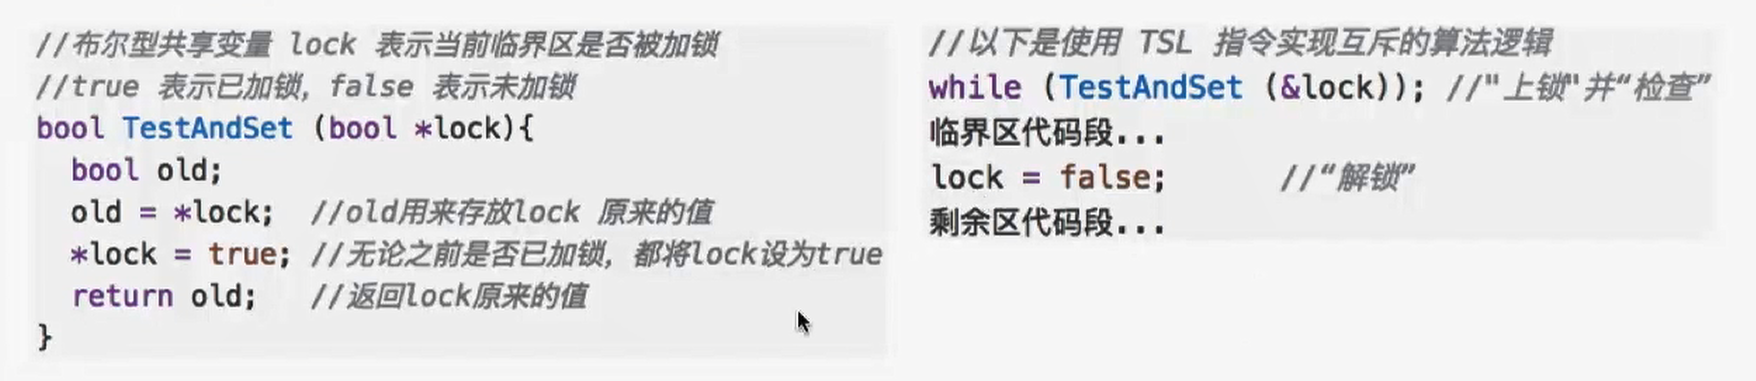 //布尔型共享变量 lock 表示当前临界区是否被加锁
//true 表示已加锁，false 表示未加锁
bool TestAndSet (bool *lock){
bool old;
old = *lock; //old用来存放lock 原来的值
*lock = true; //无论之前是否已加锁，都将lock设为true
return old; //返回lock原来的值
}
//以下是使用 TSL 指令实现互斥的算法逻辑
while (TestAndSet (&lock)); //"上锁"并“检查”
临界区代码段...
lock = false; //“解锁”
剩余区代码段...